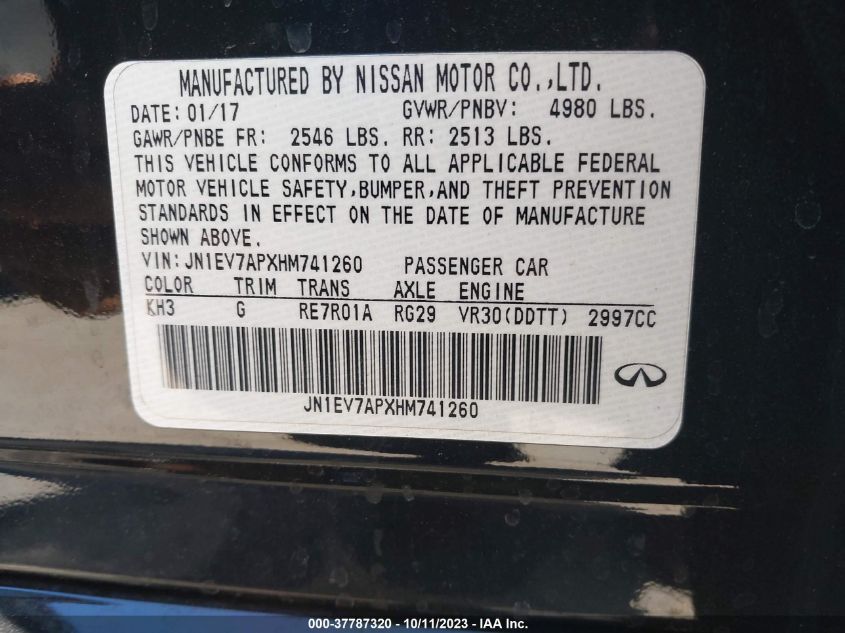 MANUFACTURED BY NISSAN MOTOR CO.,LTD.
DATE: 01/17 GVWR/PNBV: 4980 LBS.
GAWR/PNBE FR: 2546 LBS. RR: 2513 LBS.
THIS VEHICLE CONFORMS TO ALL APPLICABLE FEDERAL
MOTOR VEHICLE SAFETY,BUMPER,AND THEFT PREVENTION
STANDARDS IN EFFECT ON THE DATE OF MANUFACTURE
SHOWN ABOVE.
VIN:JN1EV7APXHM741260 PASSENGER CAR
COLOR TRIM TRANS AXLE ENGINE
KH3 G RE7R01A RG29 VR30(DDTT) 2997CC
JN1EV7APXHM741260
000-37787320 - 10/11/2023 - IAAI.com